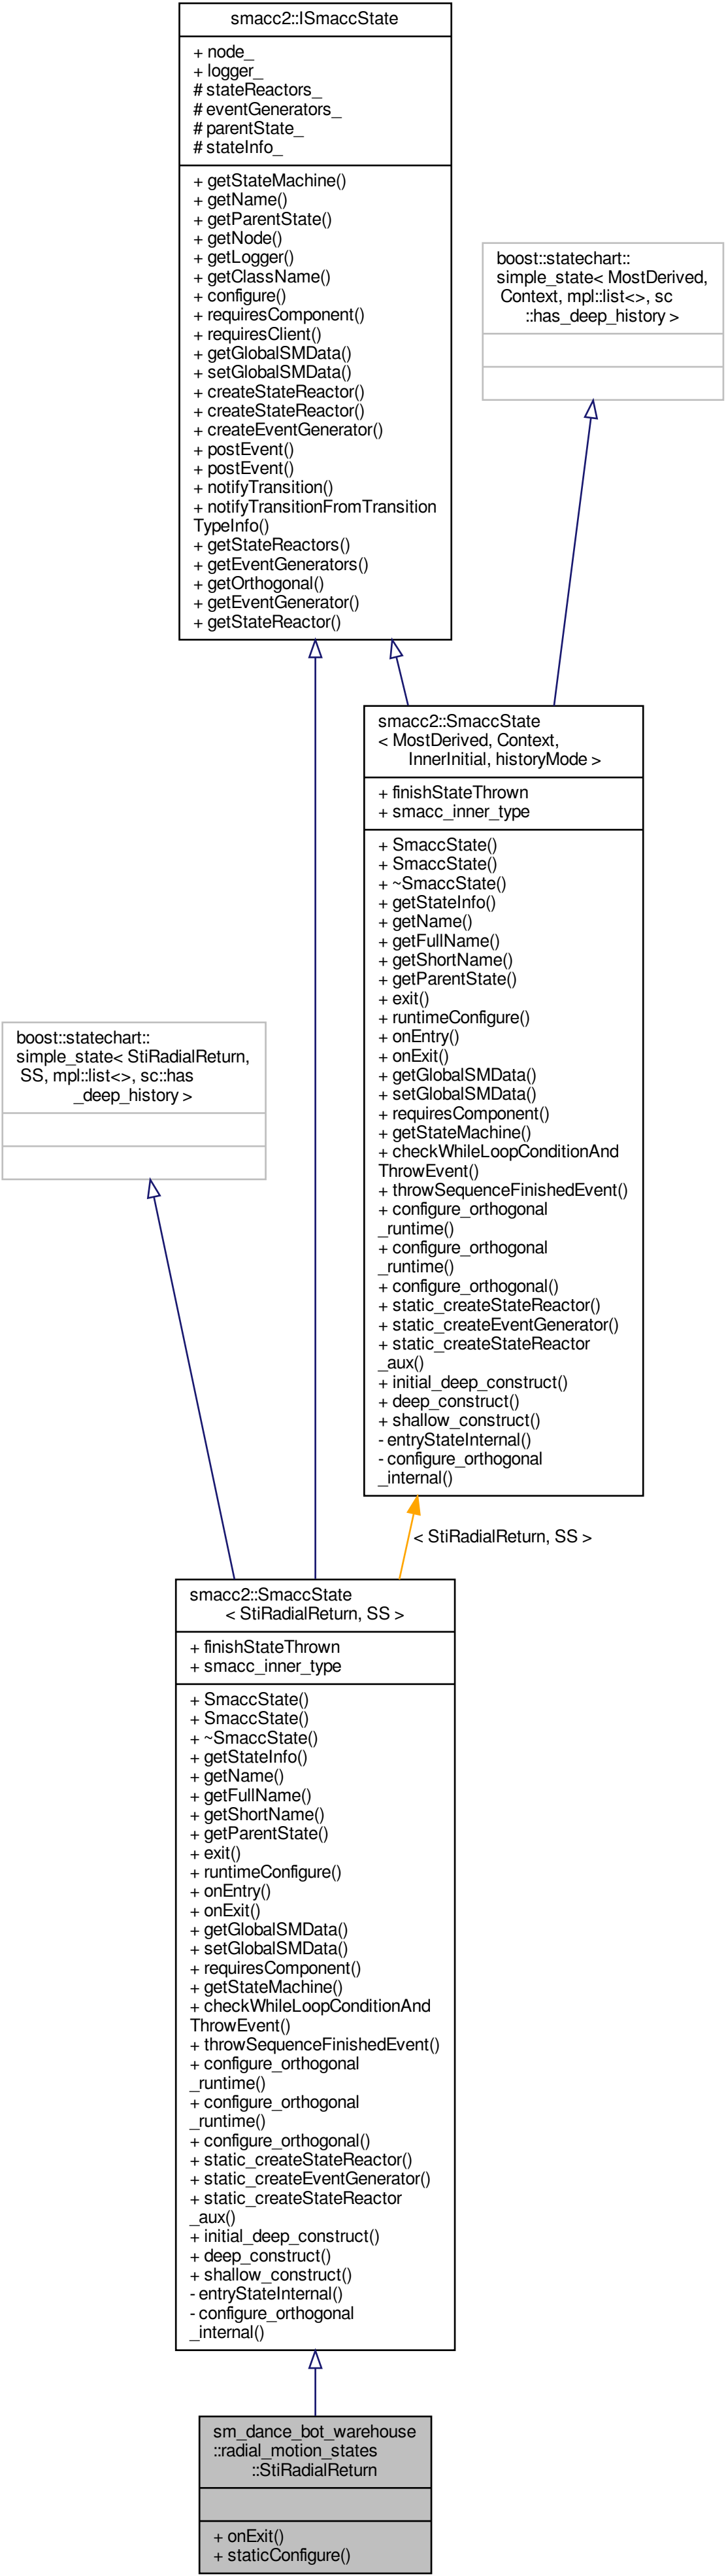 smacc2::ISmaccState
+ node_
+ logger_
# stateReactors_
# eventGenerators_
# parentState_
# stateInfo_
+ getStateMachine()
+ getName()
+ getParentState()
+ getNode()
+ getLogger()
+ getClassName()
+ configure()
+ requiresComponent()
+ requiresClient()
+ getGlobalSMData()
+ setGlobalSMData()
+ createStateReactor()
+ createStateReactor()
+ createEventGenerator()
+ postEvent()
+ postEvent()
+ notifyTransition()
+ notifyTransitionFromTransition
TypeInfo()
+ getStateReactors()
+ getEventGenerators()
+ getOrthogonal()
+ getEventGenerator()
+ getStateReactor()
boost::statechart::
simple_state< MostDerived,
Context, mpl::list<>, sc
::has_deep_history >
smacc2::SmaccState
< MostDerived, Context,
InnerInitial, historyMode >
+ finishStateThrown
+ smacc_inner_type
+ SmaccState()
+ SmaccState()
+ ~SmaccState()
+ getStateInfo()
+ getName()
+ getFullName()
+ getShortName()
+ getParentState()
+ exit()
+ runtimeConfigure()
+ onEntry()
+ onExit()
+ getGlobalSMData()
+ setGlobalSMData()
+ requiresComponent()
+ getStateMachine()
+ checkWhileLoopConditionAnd
ThrowEvent()
+ throwSequenceFinishedEvent()
+ configure_orthogonal
_runtime()
+ configure_orthogonal
_runtime()
+ configure_orthogonal()
+ static_createStateReactor()
+ static_createEventGenerator()
+ static_createStateReactor
_aux()
+ initial_deep_construct()
+ deep_construct()
+ shallow_construct()
- entryStateInternal()
- configure_orthogonal
_internal()
boost::statechart::
simple_state< StiRadialReturn,
SS, mpl::list<>, sc::has
_deep_history >
< StiRadialReturn, SS >
smacc2::SmaccState
< StiRadialReturn, SS >
+ finishStateThrown
+ smacc_inner_type
+ SmaccState()
+ SmaccState()
+ ~SmaccState()
+ getStateInfo()
+ getName()
+ getFullName()
+ getShortName()
+ getParentState()
+ exit()
+ runtimeConfigure()
+ onEntry()
+ onExit()
+ getGlobalSMData()
+ setGlobalSMData()
+ requiresComponent()
+ getStateMachine()
+ checkWhileLoopConditionAnd
ThrowEvent()
+ throwSequenceFinishedEvent()
+ configure_orthogonal
_runtime()
+ configure_orthogonal
_runtime()
+ configure_orthogonal()
+ static_createStateReactor()
+ static_createEventGenerator()
+ static_createStateReactor
_aux()
+ initial_deep_construct()
+ deep_construct()
+ shallow_construct()
- entryStateInternal()
- configure_orthogonal
_internal()
sm_dance_bot_warehouse
::radial_motion_states
::StiRadialReturn
+ onExit()
+ staticConfigure()